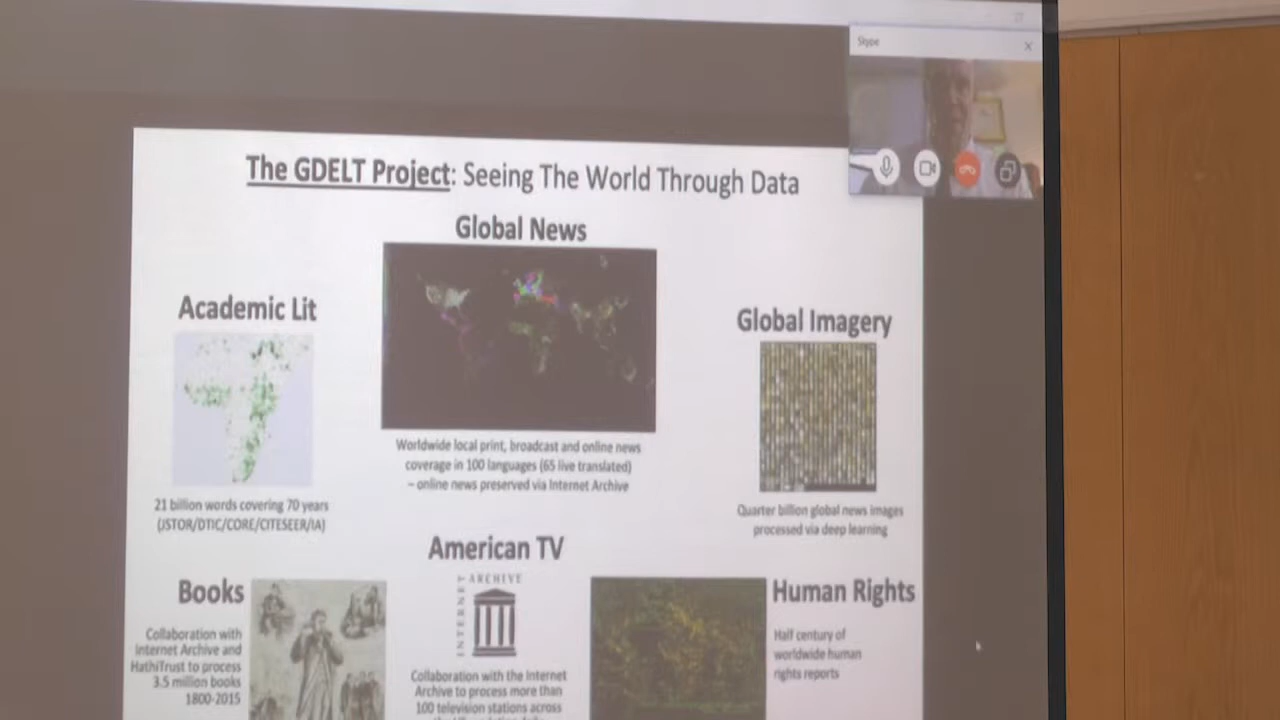 Skype
The GDELT Project: Seeing The World Through Data
Global News
Academic Lit
Global Imagery
Worldwide local print, broadcast and online news
coverage in 100 languages (65 live translated)
– online news preserved via Internet Archive
21 billion words covering 70 years
(JSTOR/DTIC/CORE/CITESEER/IA)
Quarter billion global news images
processed via deep learning
American TV
INTERNET ARCHIVE
Books
Collaboration with
Internet Archive and
HathiTrust to process
3.5 million books
1800-2015
Collaboration with the Internet
Archive to process more than
100 television stations across
Human Rights
Half century of
worldwide human
rights reports